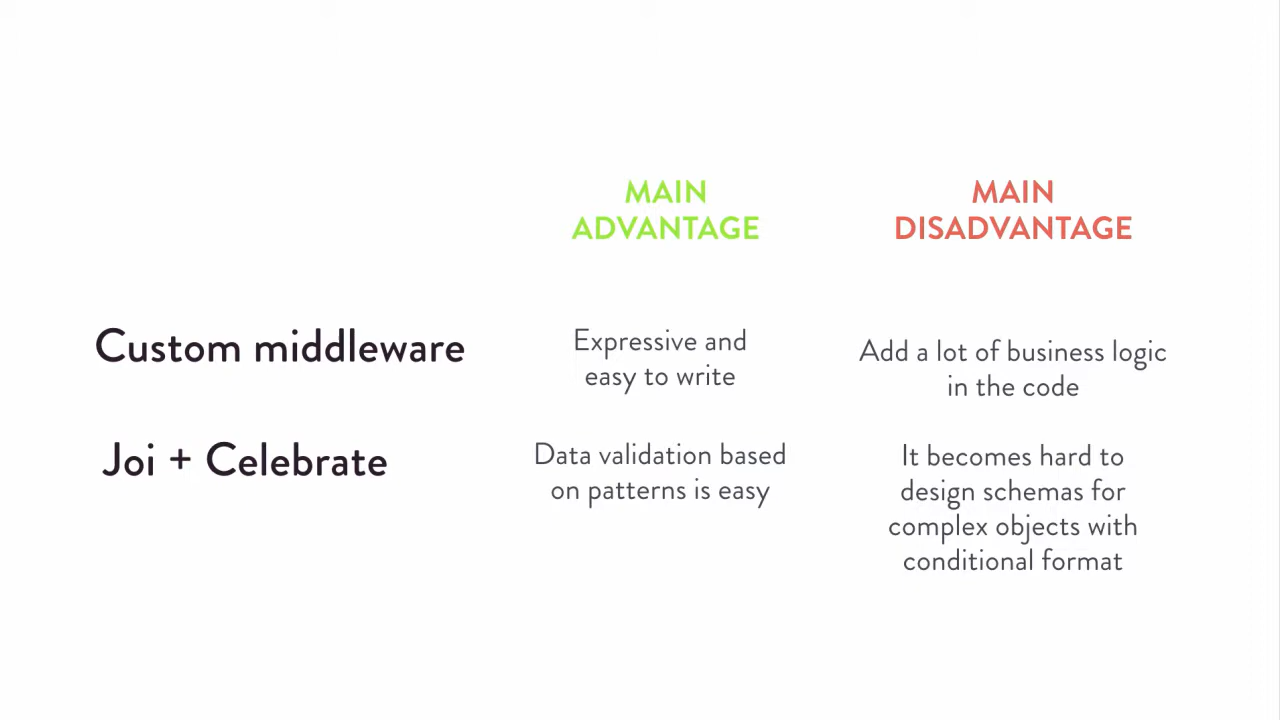 MAIN
ADVANTAGE
MAIN
DISADVANTAGE
Custom middleware
Expressive and
easy to write
Add a lot of business logic
in the code
Joi + Celebrate
Data validation based
on patterns is easy
It becomes hard to
design schemas for
complex objects with
conditional format